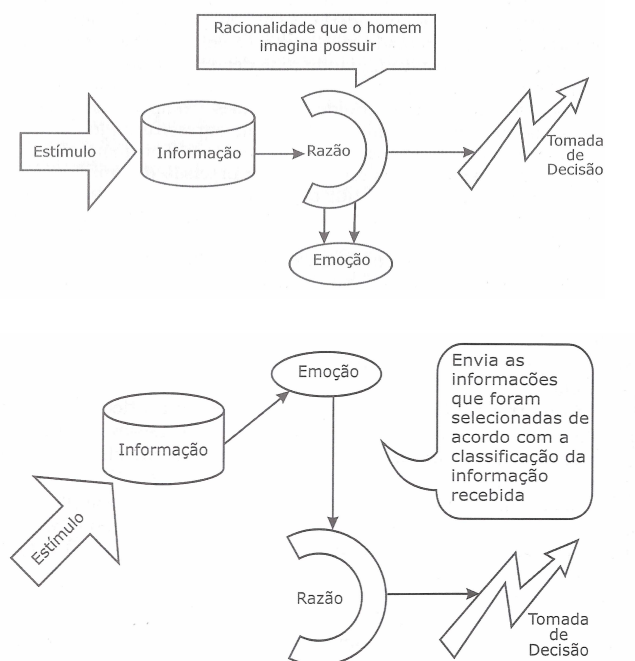 Racionalidade que o homem
imagina possuir
Estímulo
Informação
Razão
Tomada
de
Decisão
Emoção
Emoção
Envia as
informacões
que foram
selecionadas de
acordo com a
classificação da
informação
recebida
Informação
Estímulo
Razão
Tomada
de
Decisão